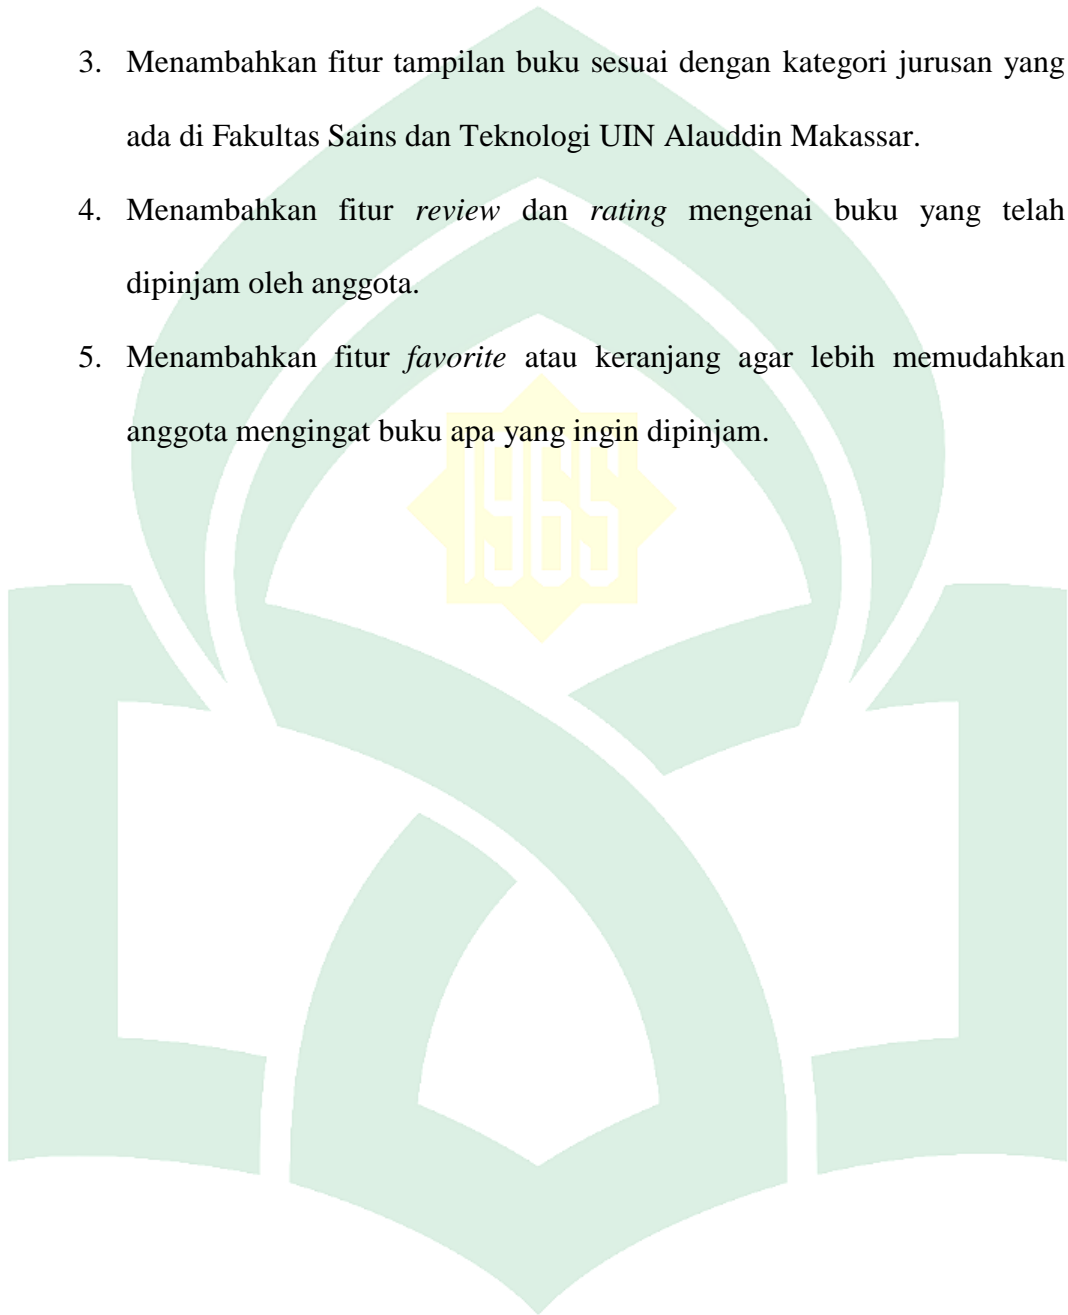 3. Menambahkan fitur tampilan buku sesuai dengan kategori jurusan yang
ada di Fakultas Sains dan Teknologi UIN Alauddin Makassar.
4. Menambahkan fitur review dan rating mengenai buku yang telah
dipinjam oleh anggota.
5. Menambahkan fitur favorite atau keranjang agar lebih memudahkan
anggota mengingat buku apa yang ingin dipinjam.
1965